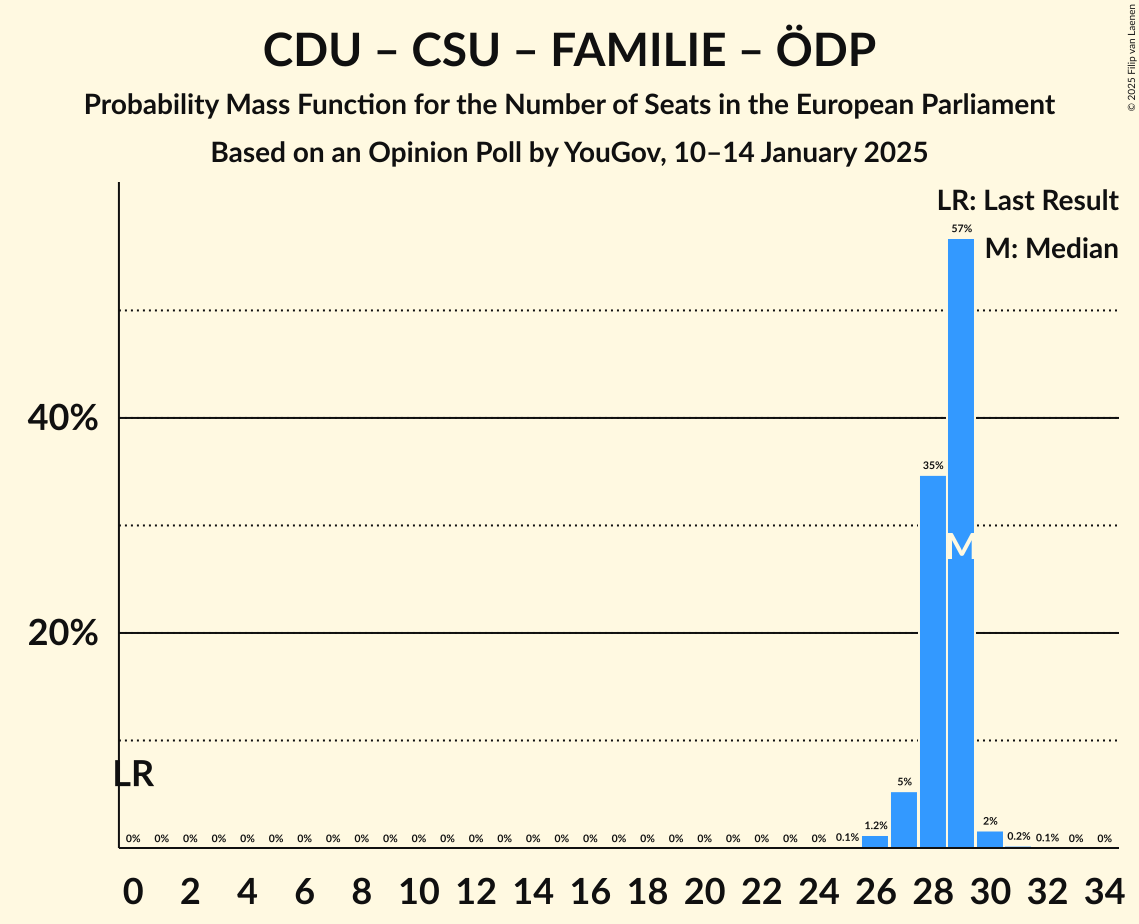 CDU – CSU – FAMILIE – ÖDP
Probability Mass Function for the Number of Seats in the European Parliament
Based on an Opinion Poll by YouGov, 10–14 January 2025
© 2025 Filip van Laenen
LR: Last Result
M: Median
57%
40%
35%
M
20%
LR
5%
1.2%
2%
0% 0% 0% 0% 0% 0% 0% 0% 0% 0% 0% 0% 0% 0% 0% 0% 0% 0% 0% 0% 0% 0% 0% 0% 0% 0.1% 0.2% 0.1% 0% 0%
0 2 4 6 8 10 12 14 16 18 20 22 24 26 28 30 32 34